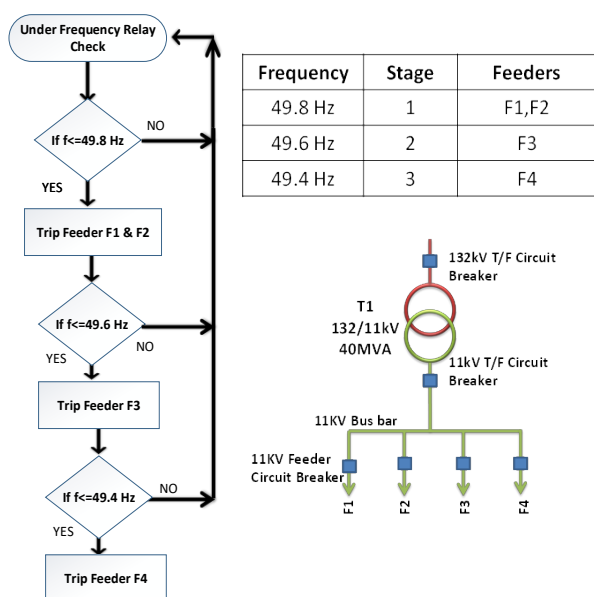 Under Frequency Relay
Check
If f<=49.8 Hz
NO
YES
Trip Feeder F1 & F2
If f<=49.6 Hz
YES
NO
Trip Feeder F3
If f<=49.4 Hz
NO
YES
Trip Feeder F4
Frequency Stage Feeders
49.8 Hz 1 F1,F2
49.6 Hz 2 F3
49.4 Hz 3 F4
132kV T/F Circuit
Breaker
T1
132/11kV
40MVA
11kV T/F Circuit
Breaker
11KV Bus bar
11KV Feeder
Circuit Breaker
F1
F2
F3
F4